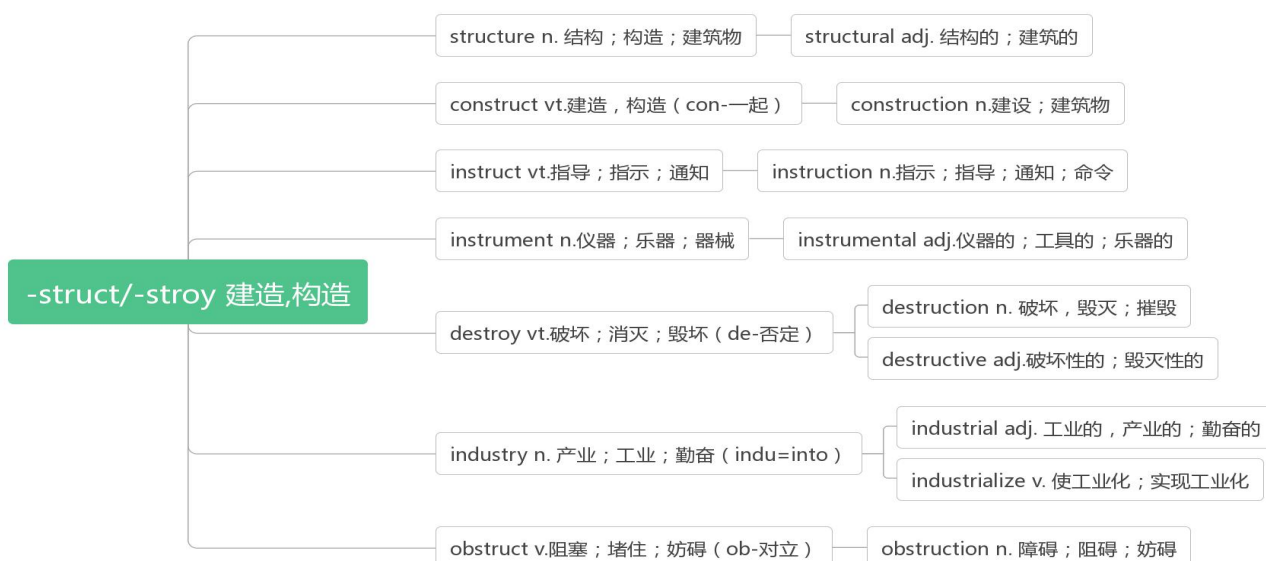 structure n. 结构；构造；建筑物
structural adj. 结构的；建筑的
construct vt.建造，构造（con-一起）
construction n.建设；建筑物
instruct vt.指导；指示；通知
instruction n.指示；指导；通知；命令
instrument n.仪器；乐器；器械
instrumental adj.仪器的；工具的；乐器的
-struct/-stroy 建造,构造
destroy vt.破坏；消灭；毁坏（de-否定）
destruction n. 破坏，毁灭；摧毁
destructive adj.破坏性的；毁灭性的
industry n. 产业；工业；勤奋（indu=into）
industrial adj. 工业的，产业的；勤奋的
industrialize v. 使工业化；实现工业化
obstruct v.阻塞；堵住；妨碍（ob-对立）
obstruction n. 障碍；阻碍；妨碍